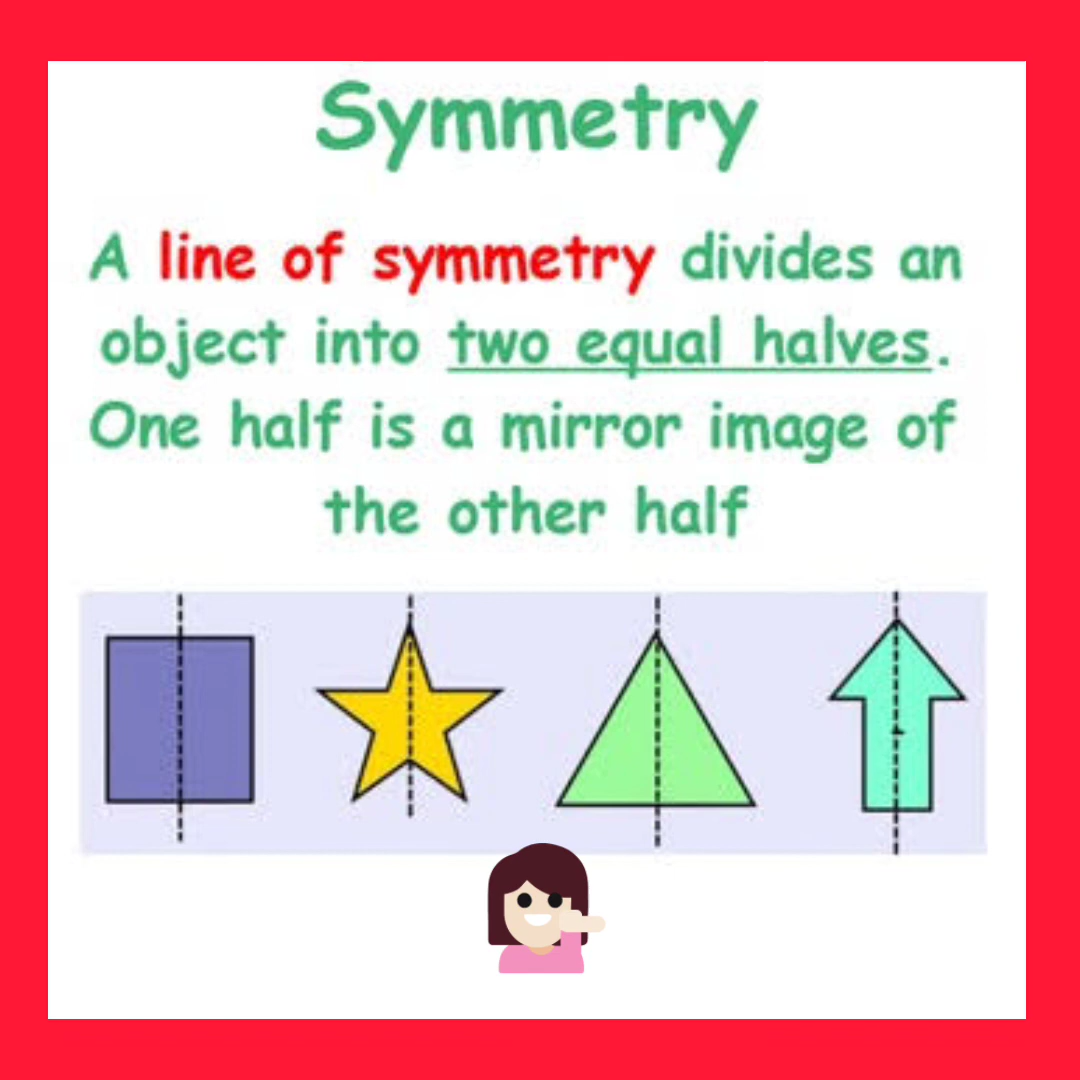 Symmetry
A line of symmetry divides an
object into two equal halves.
One half is a mirror image of
the other half